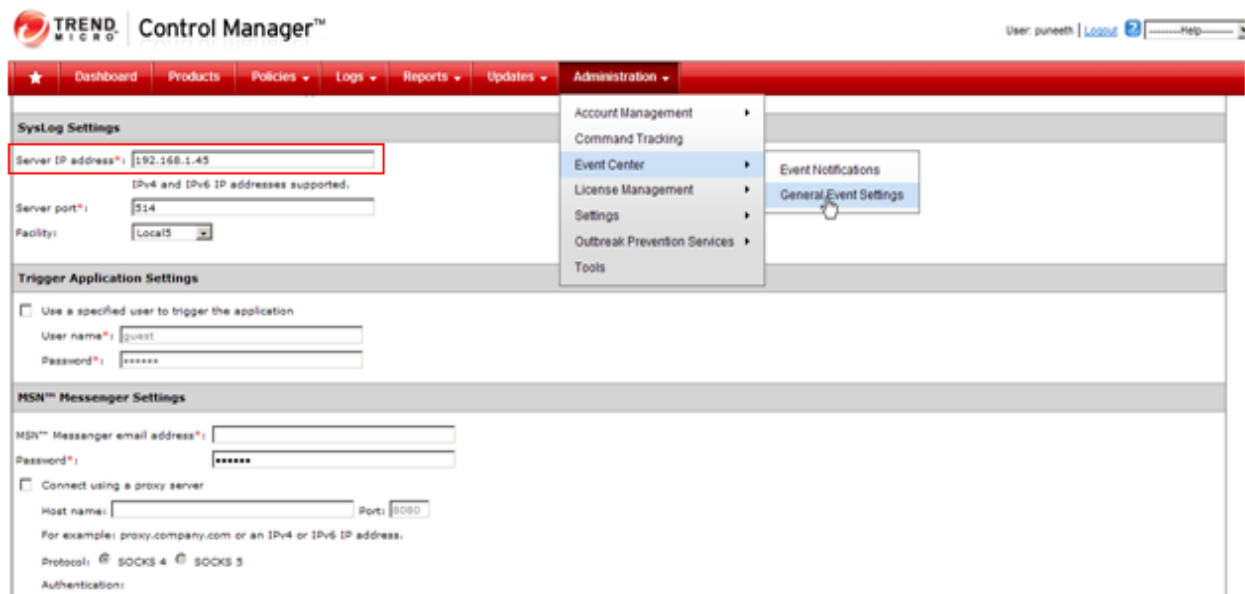 TREND MICRO Control Manager™
User: puneeth | Logout ? ---------Help---------
Dashboard Products Policies Logs Reports Updates Administration
Account Management
Command Tracking
Event Center
License Management
Settings
Outbreak Prevention Services
Tools
Event Notifications
General Event Settings
SysLog Settings
Server IP address*: 192.168.1.45
IPv4 and IPv6 IP addresses supported.
Server port*: 514
Facility: Local5
Trigger Application Settings
Use a specified user to trigger the application
User name*: guest
Password*: ••••••
MSN™ Messenger Settings
MSN™ Messanger email address*:
Password*: ••••••
Connect using a proxy server
Host name: Port: 8080
For example: proxy.company.com or an IPv4 or IPv6 IP address.
Protocol: SOCKS 4 SOCKS 5
Authentication: